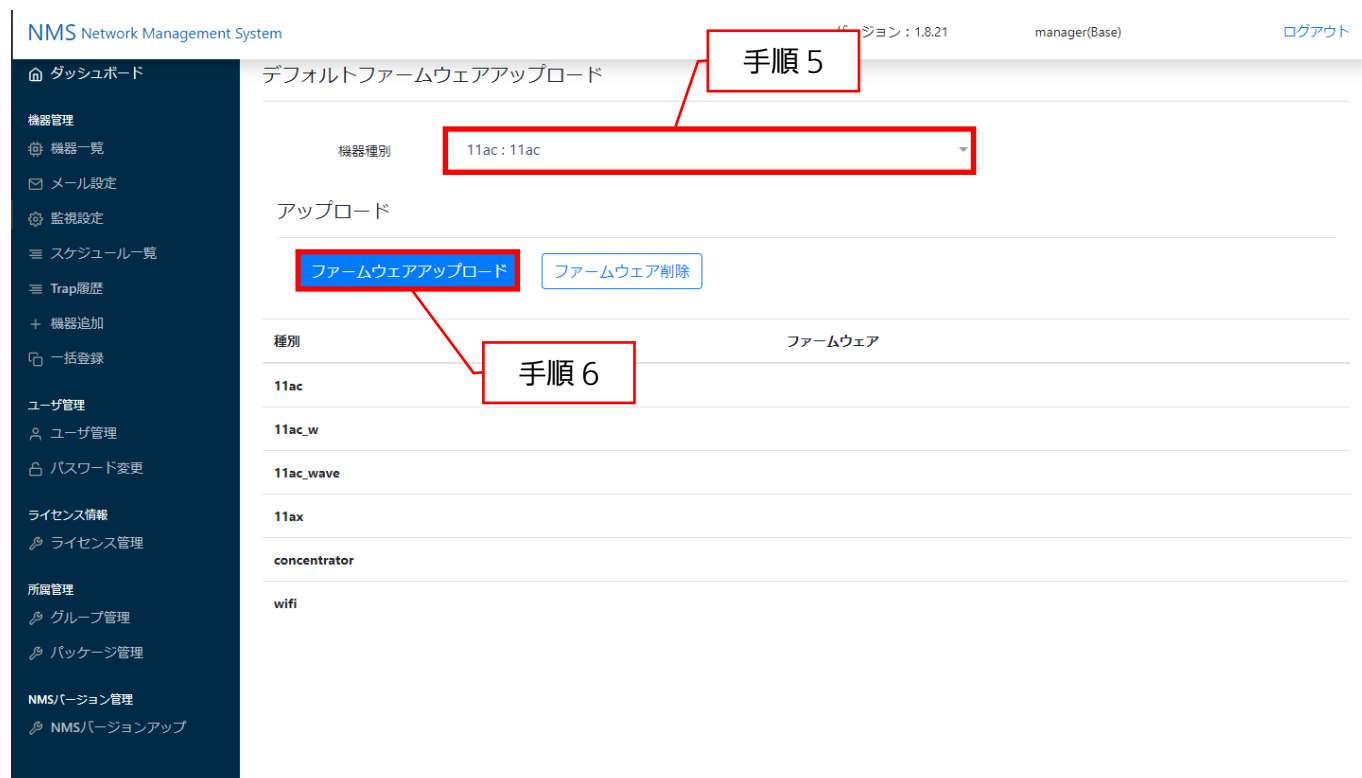 NMS Network Management System
ージョン：1.8.21
manager(Base)
ログアウト
手順５
ダッシュボード
機器管理
機器一覧
メール設定
監視設定
スケジュール一覧
Trap履歴
機器追加
一括登録
ユーザ管理
ユーザ管理
パスワード変更
ライセンス情報
ライセンス管理
所属管理
グループ管理
パッケージ管理
NMSバージョン管理
NMSバージョンアップ
デフォルトファームウェアアップロード
機器種別
11ac : 11ac
アップロード
ファームウェアアップロード
ファームウェア削除
手順６
種別 ファームウェア
11ac
11ac_w
11ac_wave
11ax
concentrator
wifi